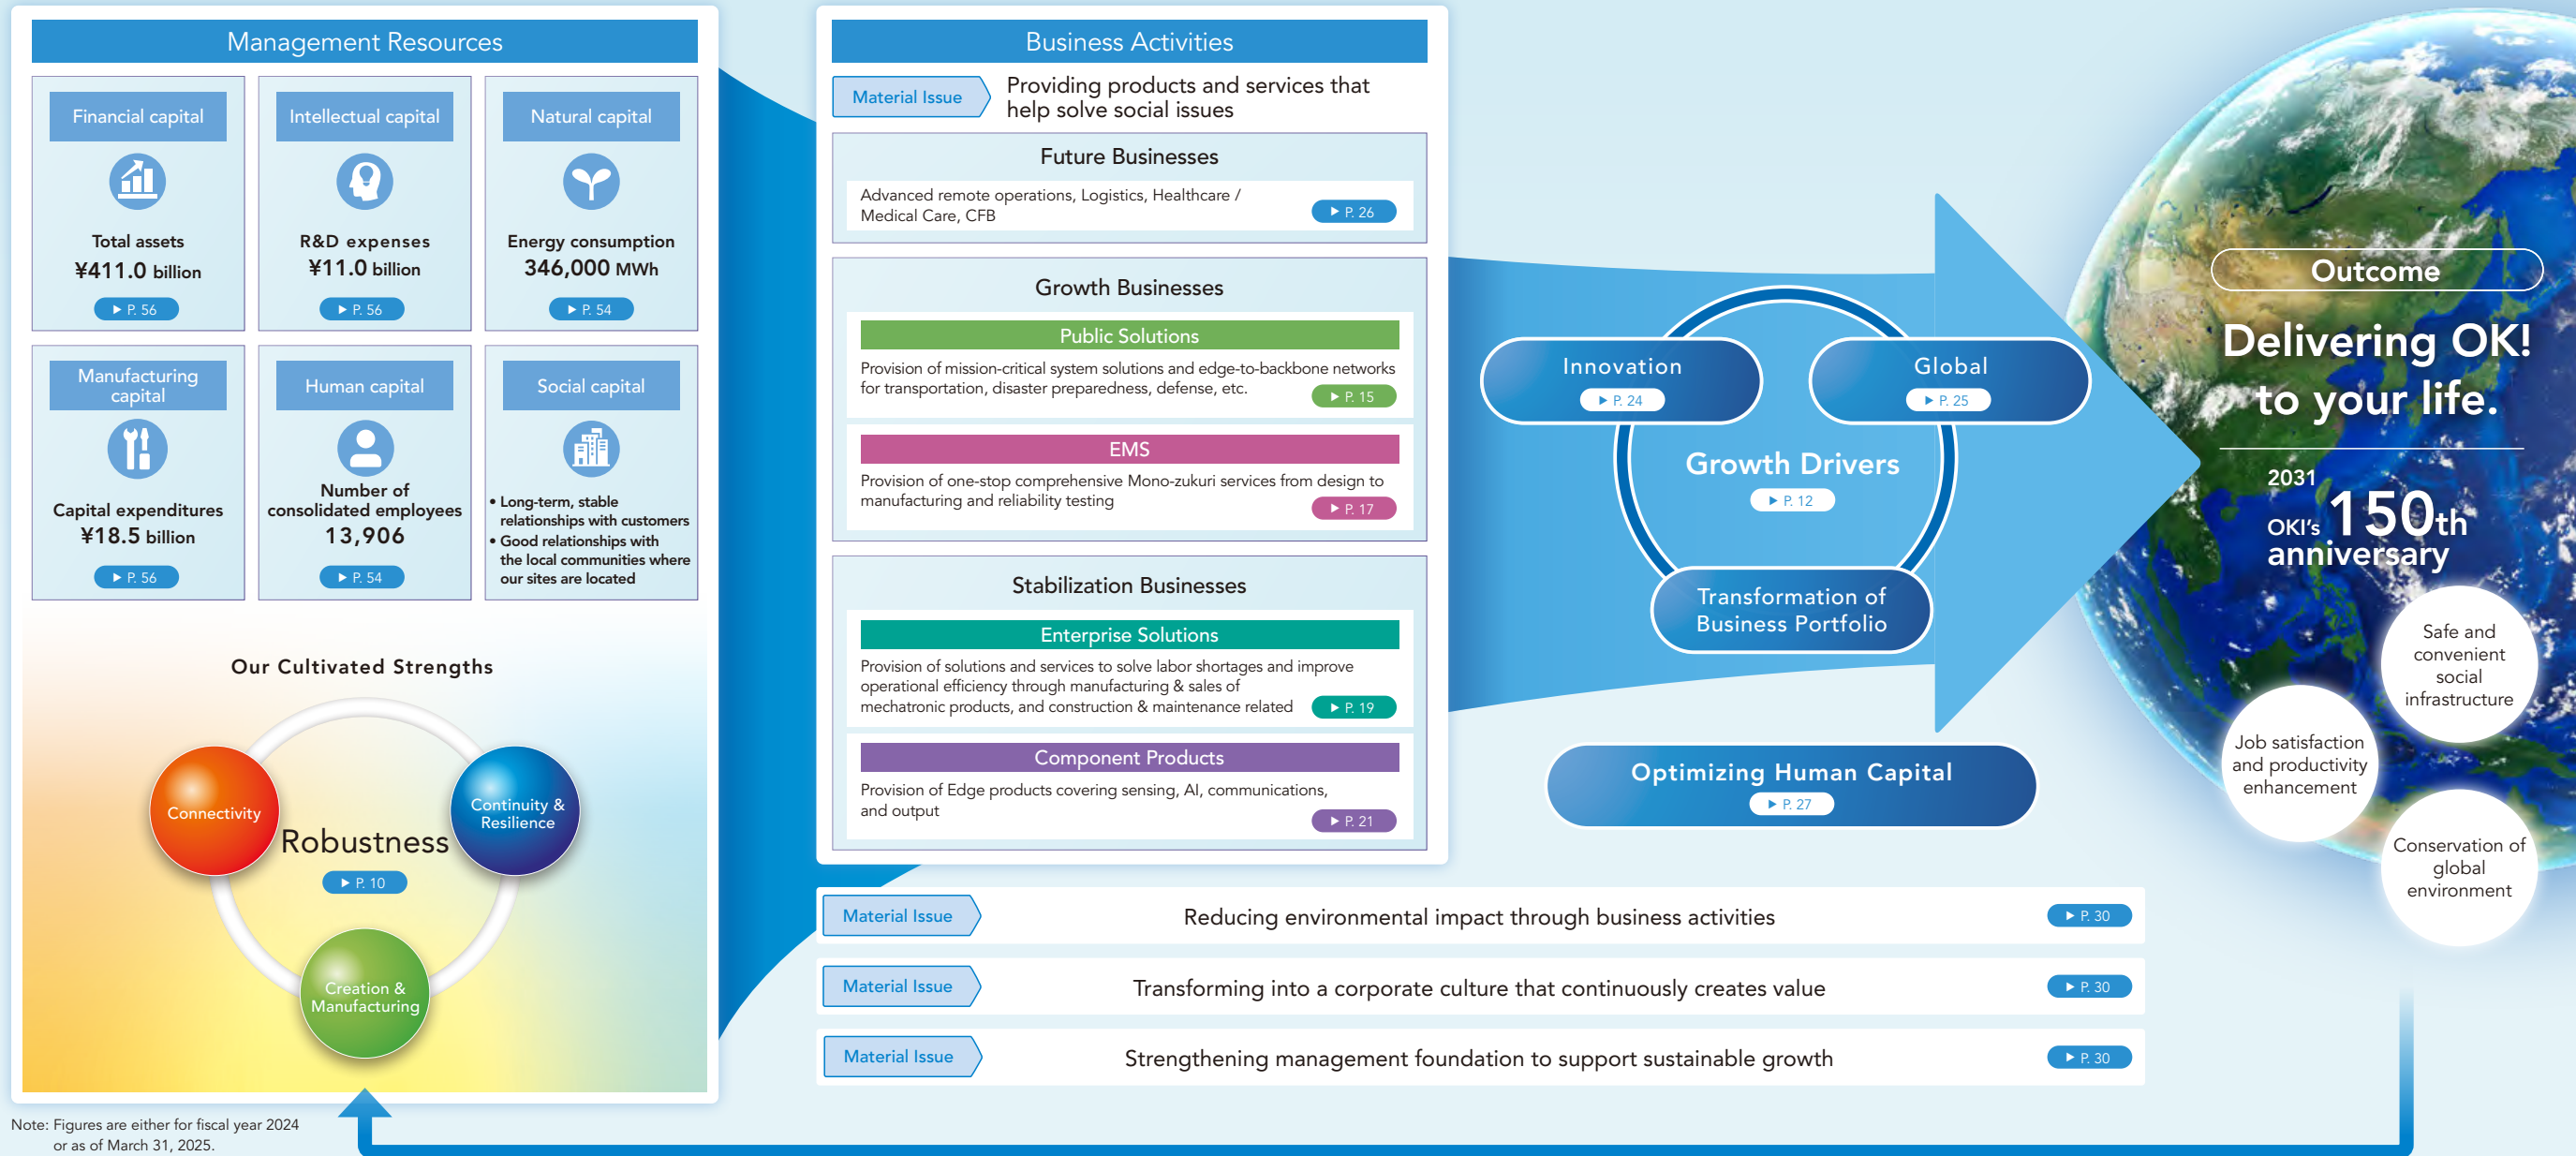 Management Resources
Financial capital
Total assets
¥411.0 billion
▶ P. 56
Intellectual capital
R&D expenses
¥11.0 billion
▶ P. 56
Natural capital
Energy consumption
346,000 MWh
▶ P. 54
Manufacturing
capital
Capital expenditures
¥18.5 billion
▶ P. 56
Human capital
Number of
consolidated employees
13,906
▶ P. 54
Social capital
• Long-term, stable
relationships with customers
• Good relationships with
the local communities where
our sites are located
Our Cultivated Strengths
Connectivity
Continuity &
Resilience
Robustness
▶ P. 10
Creation &
Manufacturing
Note: Figures are either for fiscal year 2024
or as of March 31, 2025.
Business Activities
Material Issue
Providing products and services that
help solve social issues
Future Businesses
Advanced remote operations, Logistics, Healthcare /
Medical Care, CFB
▶ P. 26
Growth Businesses
Public Solutions
Provision of mission-critical system solutions and edge-to-backbone networks
for transportation, disaster preparedness, defense, etc.
▶ P. 15
EMS
Provision of one-stop comprehensive Mono-zukuri services from design to
manufacturing and reliability testing
▶ P. 17
Stabilization Businesses
Enterprise Solutions
Provision of solutions and services to solve labor shortages and improve
operational efficiency through manufacturing & sales of
mechatronic products, and construction & maintenance related
▶ P. 19
Component Products
Provision of Edge products covering sensing, AI, communications,
and output
▶ P. 21
Innovation
▶ P. 24
Global
▶ P. 25
Growth Drivers
▶ P. 12
Transformation of
Business Portfolio
Optimizing Human Capital
▶ P. 27
Material Issue
Reducing environmental impact through business activities
▶ P. 30
Material Issue
Transforming into a corporate culture that continuously creates value
▶ P. 30
Material Issue
Strengthening management foundation to support sustainable growth
▶ P. 30
Outcome
Delivering OK!
to your life.
2031
OKI's 150th
anniversary
Safe and
convenient
social
infrastructure
Job satisfaction
and productivity
enhancement
Conservation of
global
environment